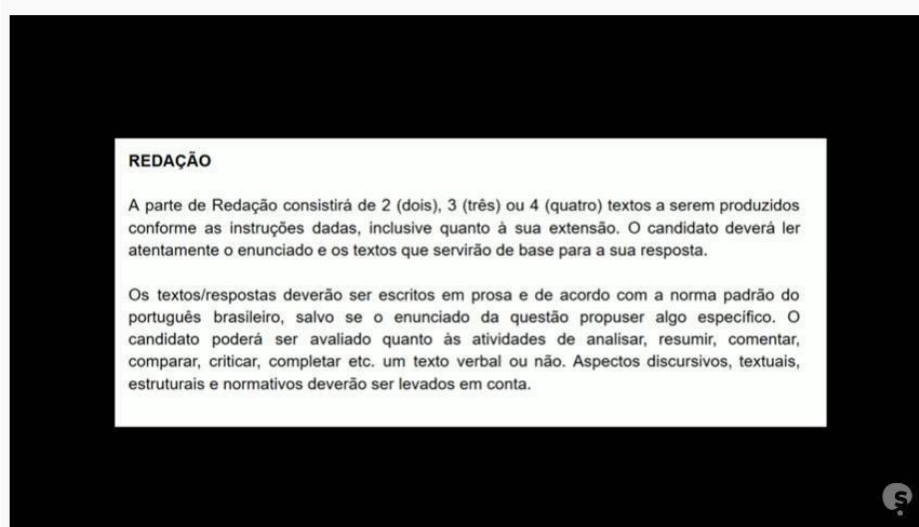 REDAÇÃO
A parte de Redação consistirá de 2 (dois), 3 (três) ou 4 (quatro) textos a serem produzidos
conforme as instruções dadas, inclusive quanto à sua extensão. O candidato deverá ler
atentamente o enunciado e os textos que servirão de base para a sua resposta.
Os textos/respostas deverão ser escritos em prosa e de acordo com a norma padrão do
português brasileiro, salvo se o enunciado da questão propuser algo específico. O
candidato poderá ser avaliado quanto às atividades de analisar, resumir, comentar,
comparar, criticar, completar etc. um texto verbal ou não. Aspectos discursivos, textuais,
estruturais e normativos deverão ser levados em conta.
S